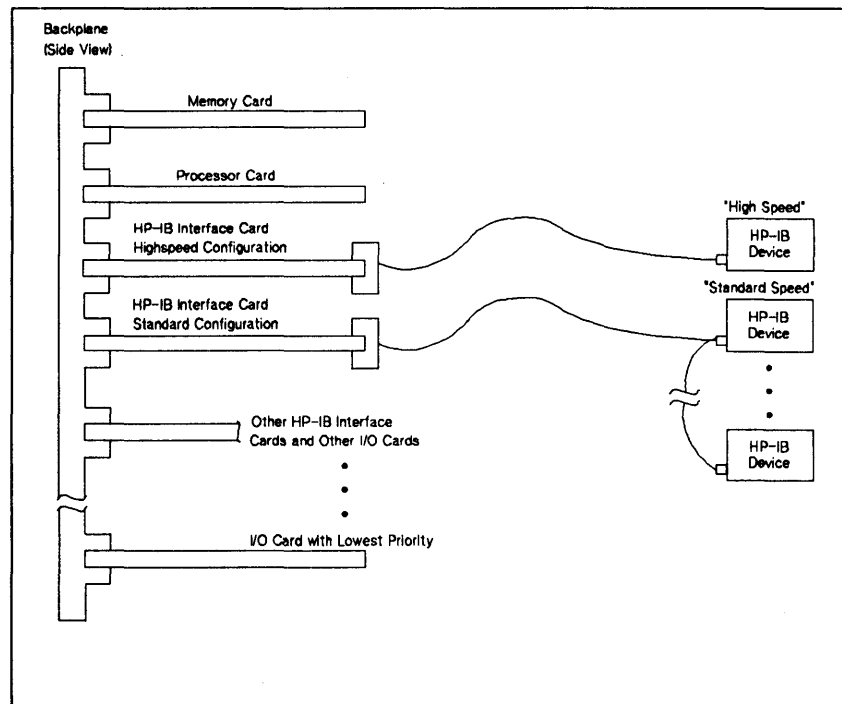 Backplane
(Side View)
Memory Card
Processor Card
HP-IB Interface Card
Highspeed Configuration
"High Speed"
HP-IB
Device
HP-IB Interface Card
Standard Configuration
"Standard Speed"
HP-IB
Device
Other HP-IB Interface
Cards and Other I/O Cards
HP-IB
Device
I/O Card with Lowest Priority